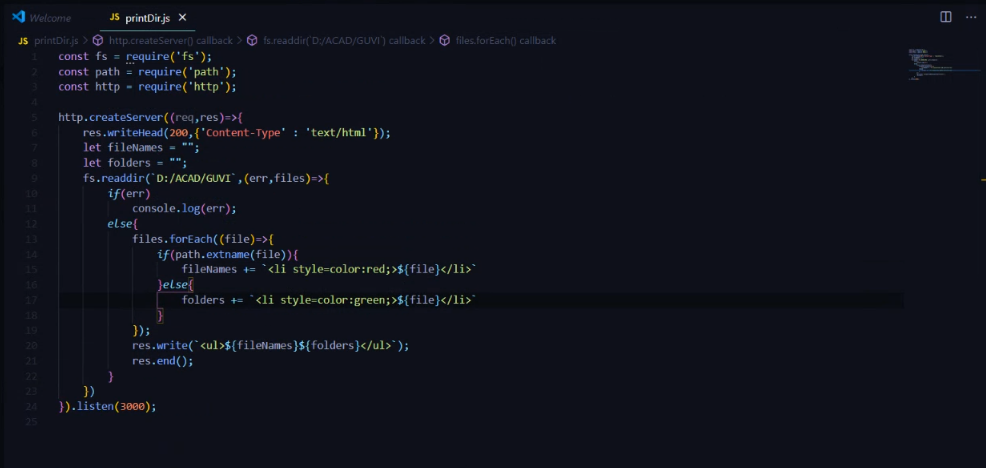 Welcome
JS printDir.js ×
JS printDir.js > http.createServer() callback > fs.readdir(`D:/ACAD/GUVI`) callback > files.forEach() callback
1 const fs = require('fs');
2 const path = require('path');
3 const http = require('http');
4
5 http.createServer((req,res)=>{
6 res.writeHead(200,{'Content-Type' : 'text/html'});
7 let fileNames = "";
8 let folders = "";
9 fs.readdir(`D:/ACAD/GUVI`,(err,files)=>{
10 if(err)
11 console.log(err);
12 else{
13 files.forEach((file)=>{
14 if(path.extname(file)){
15 fileNames += `<li style=color:red;>${file}</li>`
16 }else{
17 folders += `<li style=color:green;>${file}</li>`
18 }
19 });
20 res.write(`<ul>${fileNames}${folders}</ul>`);
21 res.end();
22 }
23 })
24 }).listen(3000);
25